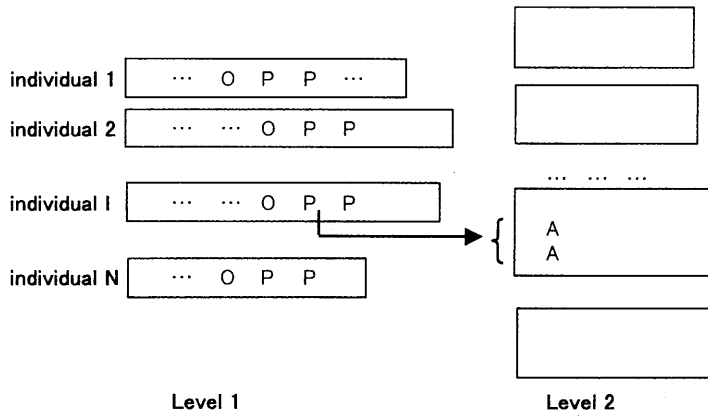 individual 1 … O P P …
individual 2 … … O P P
… … …
individual I … … O P P
{ A
A
individual N … O P P
Level 1 Level 2